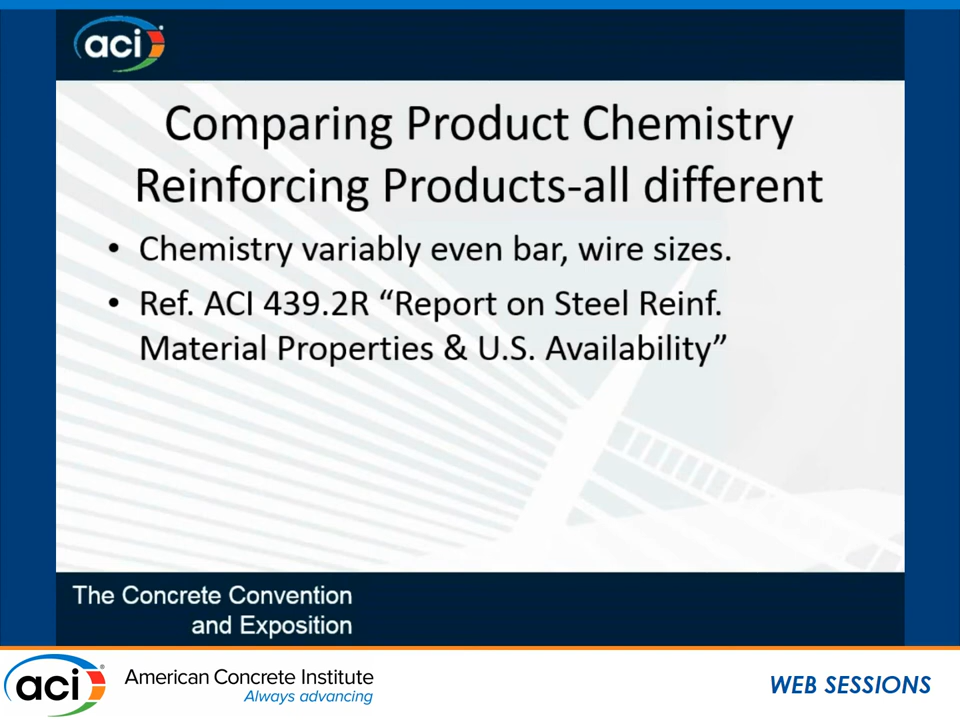 aci
Comparing Product Chemistry
Reinforcing Products-all different
• Chemistry variably even bar, wire sizes.
• Ref. ACI 439.2R “Report on Steel Reinf.
Material Properties & U.S. Availability”
The Concrete Convention
and Exposition
aci®
American Concrete Institute
Always advancing
WEB SESSIONS